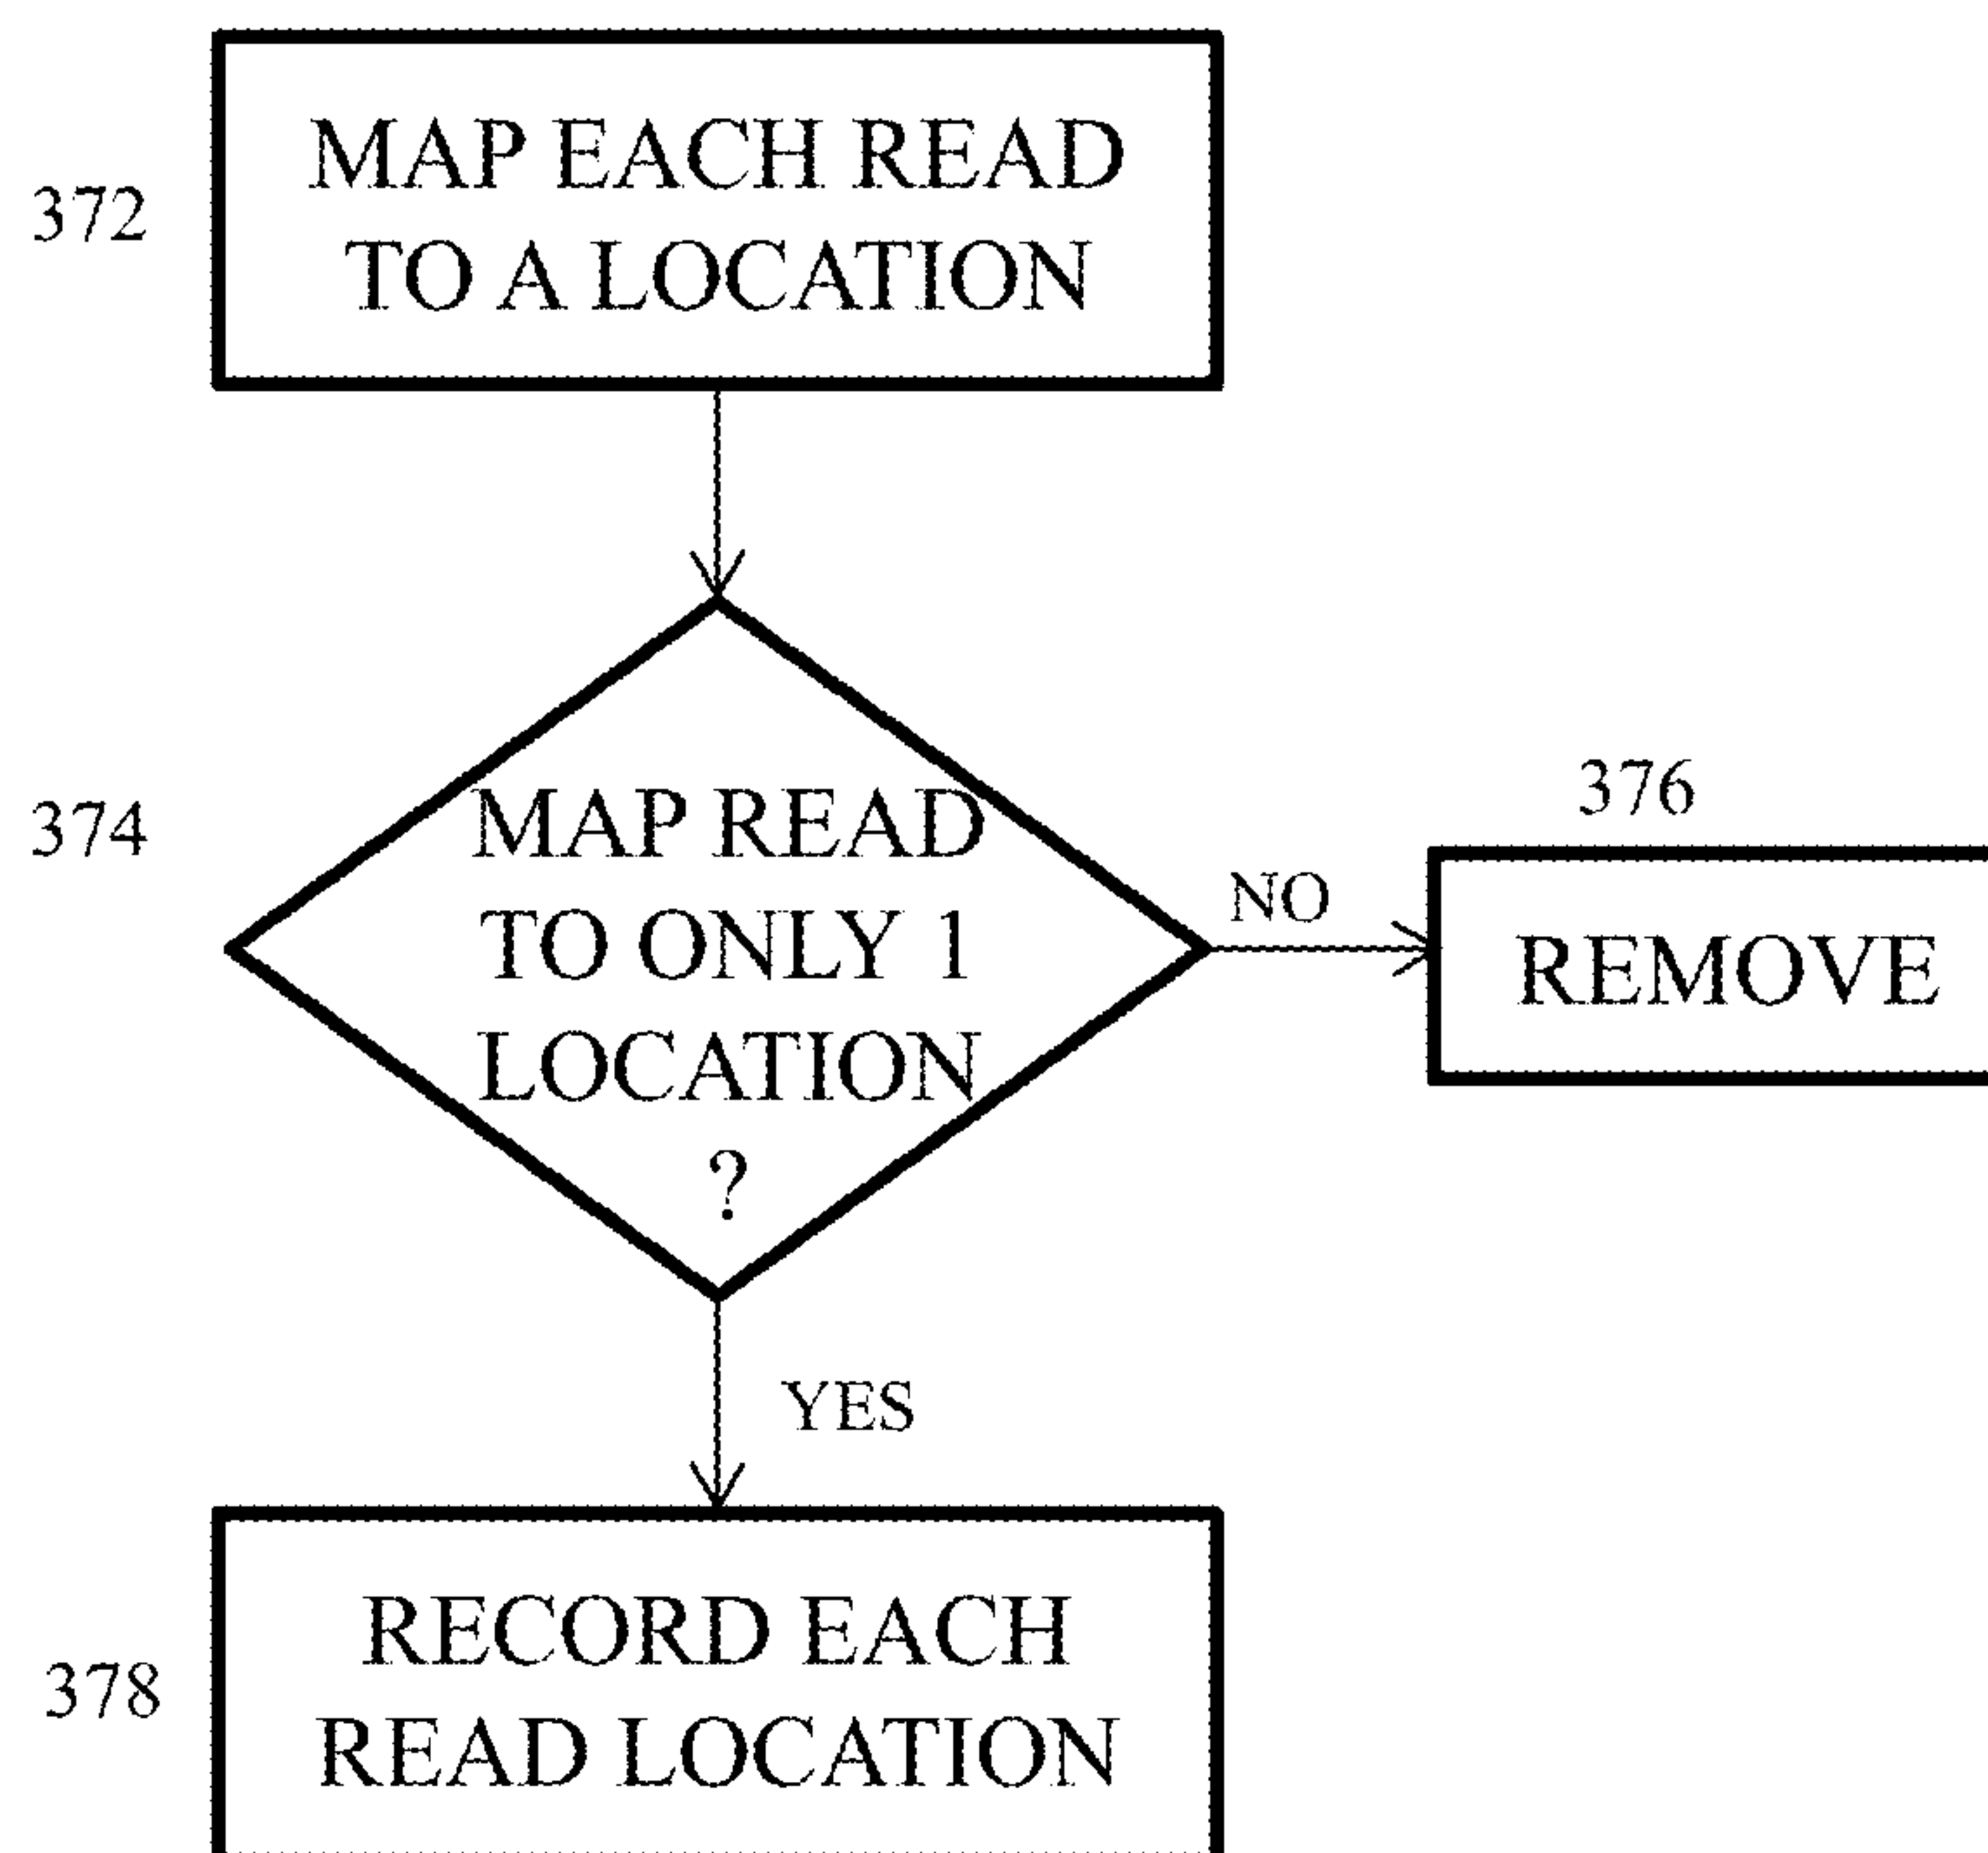 372
MAP EACH READ
TO A LOCATION
374
MAP READ
TO ONLY 1
LOCATION
?
NO
376
REMOVE
YES
378
RECORD EACH
READ LOCATION